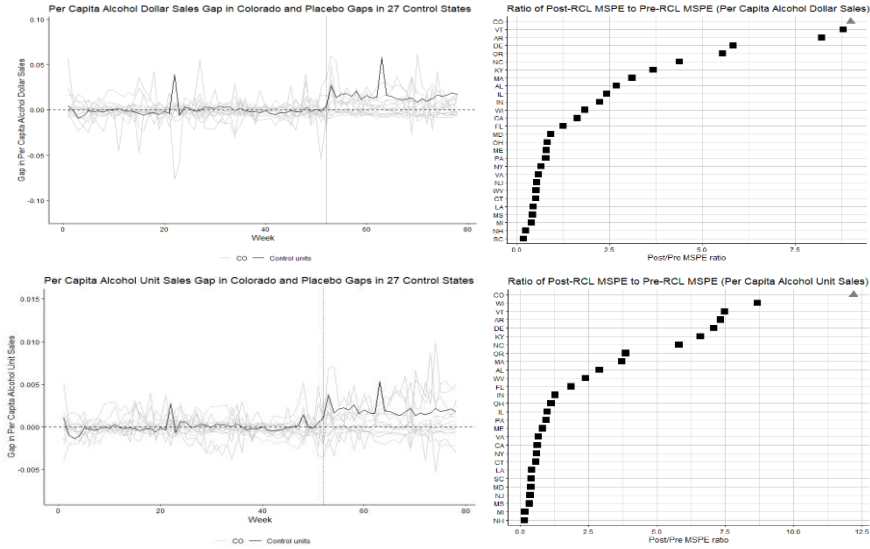 Per Capita Alcohol Dollar Sales Gap in Colorado and Placebo Gaps in 27 Control States
Gap in Per Capita Alcohol Dollar Sales
0.10
0.05
0.00
-0.05
-0.10
0 20 40 60 80
Week
CO Control units
Ratio of Post-RCL MSPE to Pre-RCL MSPE (Per Capita Alcohol Dollar Sales)
CO
VT
AR
DE
OR
NC
KY
MA
AL
IL
IN
WI
CA
FL
MD
OH
ME
PA
NY
VA
NJ
WV
CT
LA
MS
MI
NH
SC
0.0 2.5 5.0 7.5
Post/Pre MSPE ratio
Per Capita Alcohol Unit Sales Gap in Colorado and Placebo Gaps in 27 Control States
Gap in Per Capita Alcohol Unit Sales
0.015
0.010
0.005
0.000
-0.005
0 20 40 60 80
Week
CO Control units
Ratio of Post-RCL MSPE to Pre-RCL MSPE (Per Capita Alcohol Unit Sales)
CO
WI
VT
AR
DE
KY
NC
OR
MA
AL
WV
FL
IN
OH
IL
PA
ME
VA
CA
NY
CT
LA
SC
MD
NJ
MS
MI
NH
0.0 2.5 5.0 7.5 10.0 12.5
Post/Pre MSPE ratio